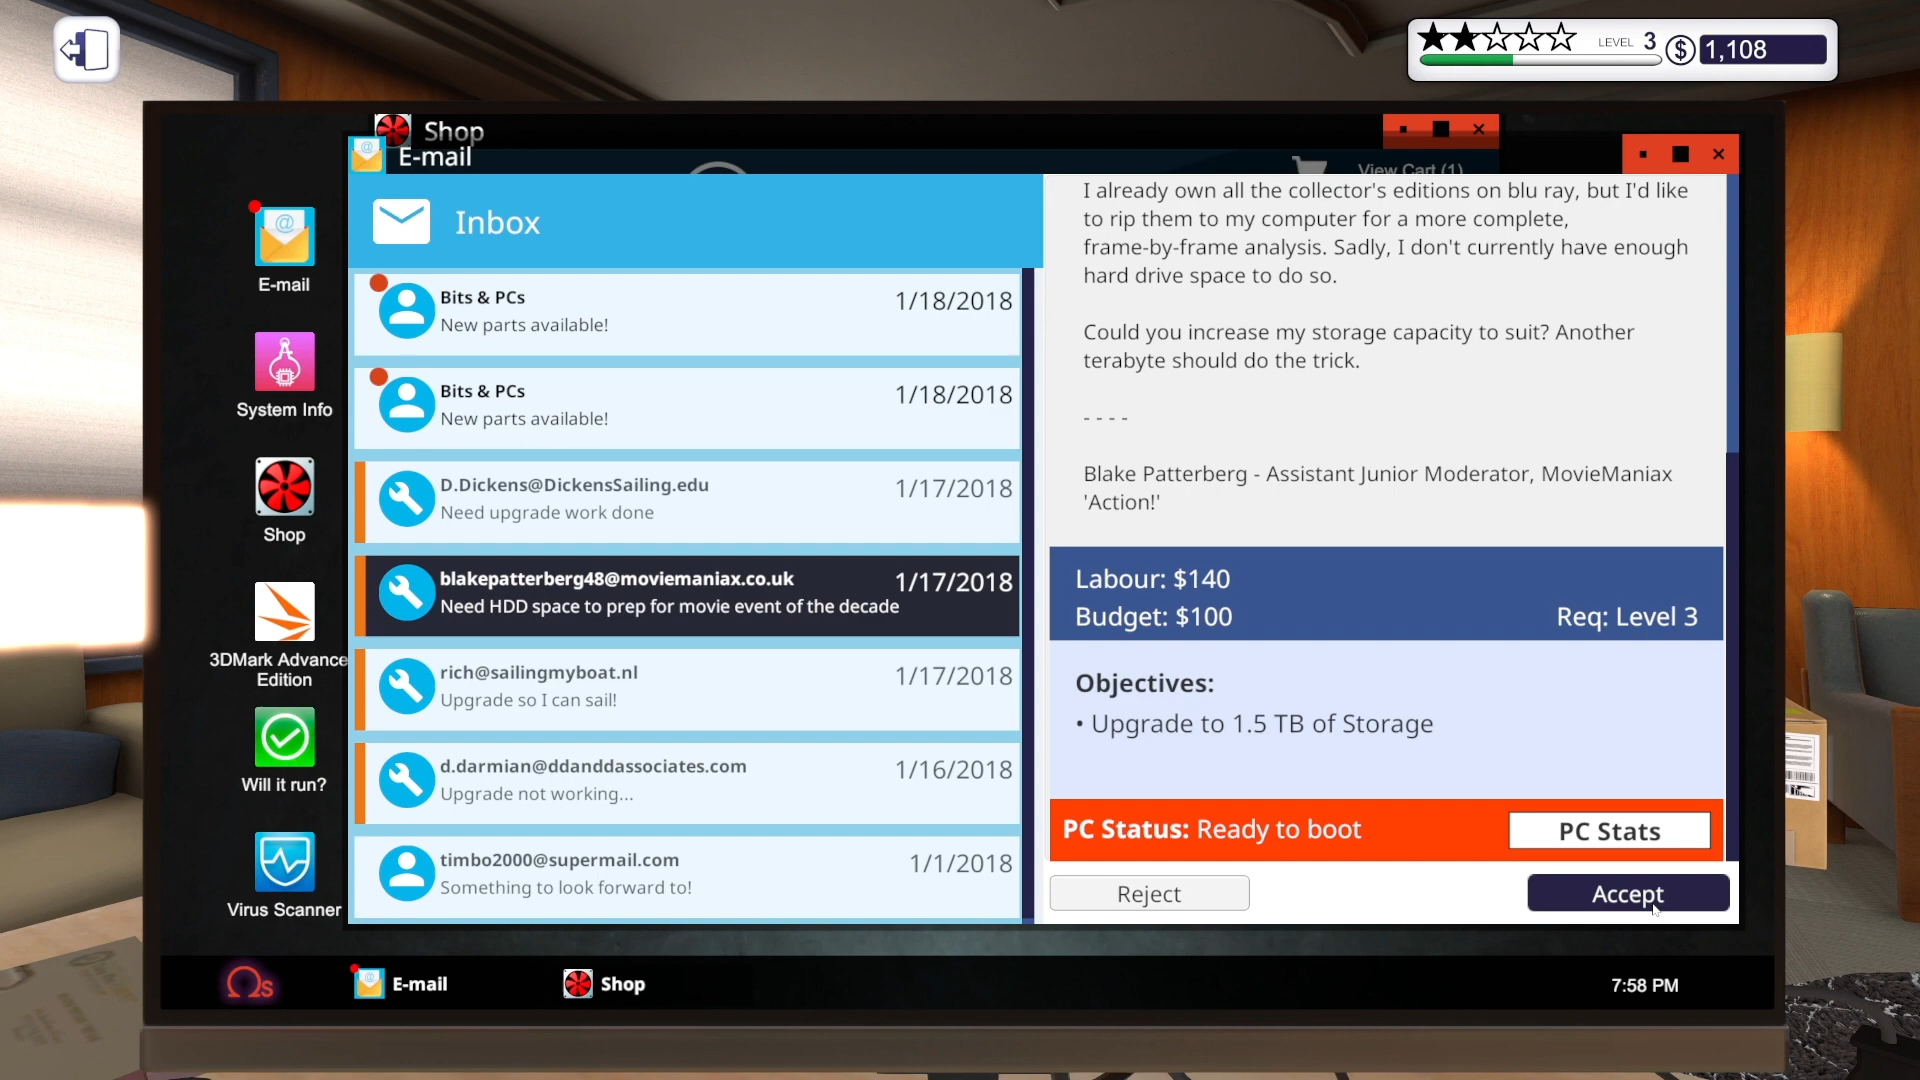 LEVEL 3
$ 1,108
Shop
E-mail
View Cart (1)
Inbox
E-mail
System Info
Shop
3DMark Advance
Edition
Will it run?
Virus Scanner
Bits & PCs
1/18/2018
New parts available!
Bits & PCs
1/18/2018
New parts available!
D.Dickens@DickensSailing.edu
1/17/2018
Need upgrade work done
blakepatterberg48@moviemaniax.co.uk
1/17/2018
Need HDD space to prep for movie event of the decade
rich@sailingmyboat.nl
1/17/2018
Upgrade so I can sail!
d.darmian@ddanddassociates.com
1/16/2018
Upgrade not working...
timbo2000@supermail.com
1/1/2018
Something to look forward to!
I already own all the collector's editions on blu ray, but I'd like
to rip them to my computer for a more complete,
frame-by-frame analysis. Sadly, I don't currently have enough
hard drive space to do so.
Could you increase my storage capacity to suit? Another
terabyte should do the trick.
- - - -
Blake Patterberg - Assistant Junior Moderator, MovieManiax
'Action!'
Labour: $140
Budget: $100
Req: Level 3
Objectives:
• Upgrade to 1.5 TB of Storage
PC Status: Ready to boot
PC Stats
Reject
Accept
Ωs
E-mail
Shop
7:58 PM